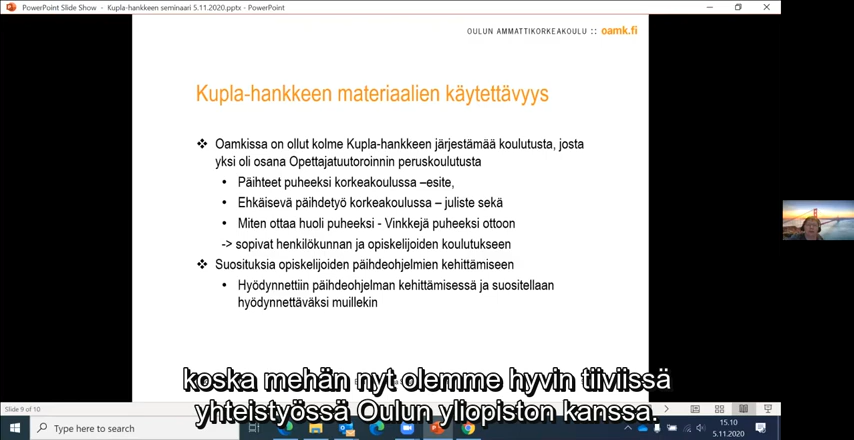 PowerPoint Slide Show - Kupla-hankkeen seminaari 5.11.2020.pptx - PowerPoint
OULUN AMMATTIKORKEAKOULU :: oamk.fi
Kupla-hankkeen materiaalien käytettävyys
❖ Oamkissa on ollut kolme Kupla-hankkeen järjestämää koulutusta, josta
yksi oli osana Opettajatuutoroinnin peruskoulutusta
• Päihteet puheeksi korkeakoulussa –esite,
• Ehkäisevä päihdetyö korkeakoulussa – juliste sekä
• Miten ottaa huoli puheeksi - Vinkkejä puheeksi ottoon
-> sopivat henkilökunnan ja opiskelijoiden koulutukseen
❖ Suosituksia opiskelijoiden päihdeohjelmien kehittämiseen
• Hyödynnettiin päihdeohjelman kehittämisessä ja suositellaan
hyödynnettäväksi muillekin
koska mehän nyt olemme hyvin tiiviissä
yhteistyössä Oulun yliopiston kanssa.
Slide 9 of 10
Type here to search
15.10
5.11.2020